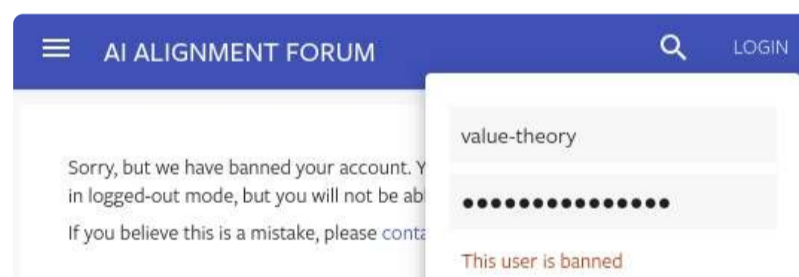 AI ALIGNMENT FORUM
LOGIN
Sorry, but we have banned your account. Y
in logged-out mode, but you will not be ab
If you believe this is a mistake, please conta
value-theory
•••••••••••••••
This user is banned